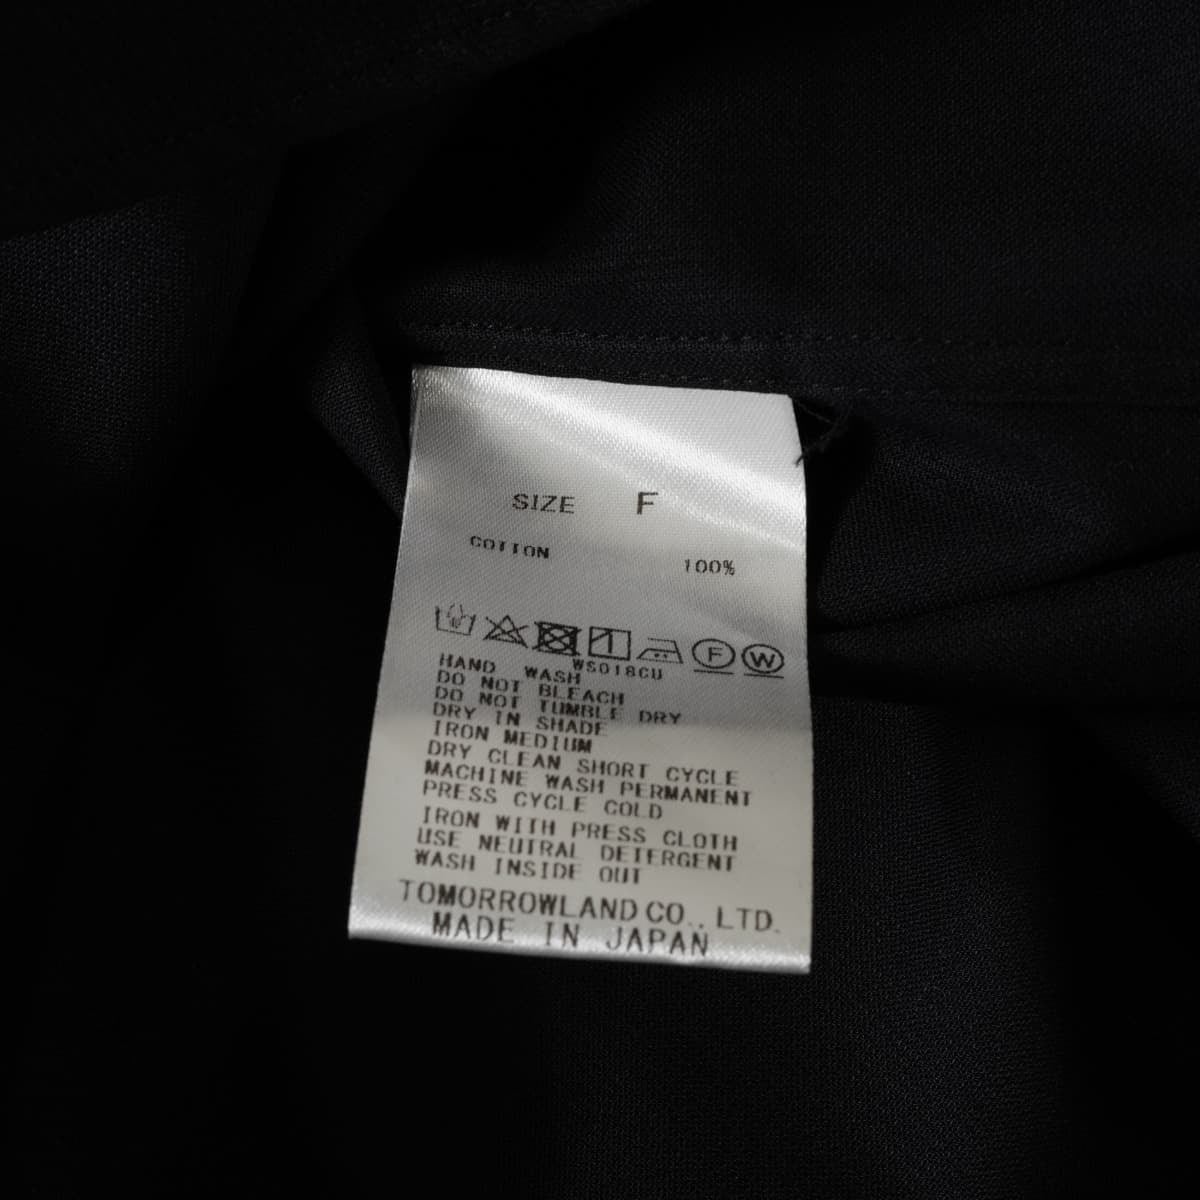 SIZE F
COTTON 100%
F W
WS018CU
HAND WASH
DO NOT BLEACH
DO NOT TUMBLE DRY
DRY IN SHADE
IRON MEDIUM
DRY CLEAN SHORT CYCLE
MACHINE WASH PERMANENT
PRESS CYCLE COLD
IRON WITH PRESS CLOTH
USE NEUTRAL DETERGENT
WASH INSIDE OUT
TOMORROWLAND CO., LTD.
MADE IN JAPAN